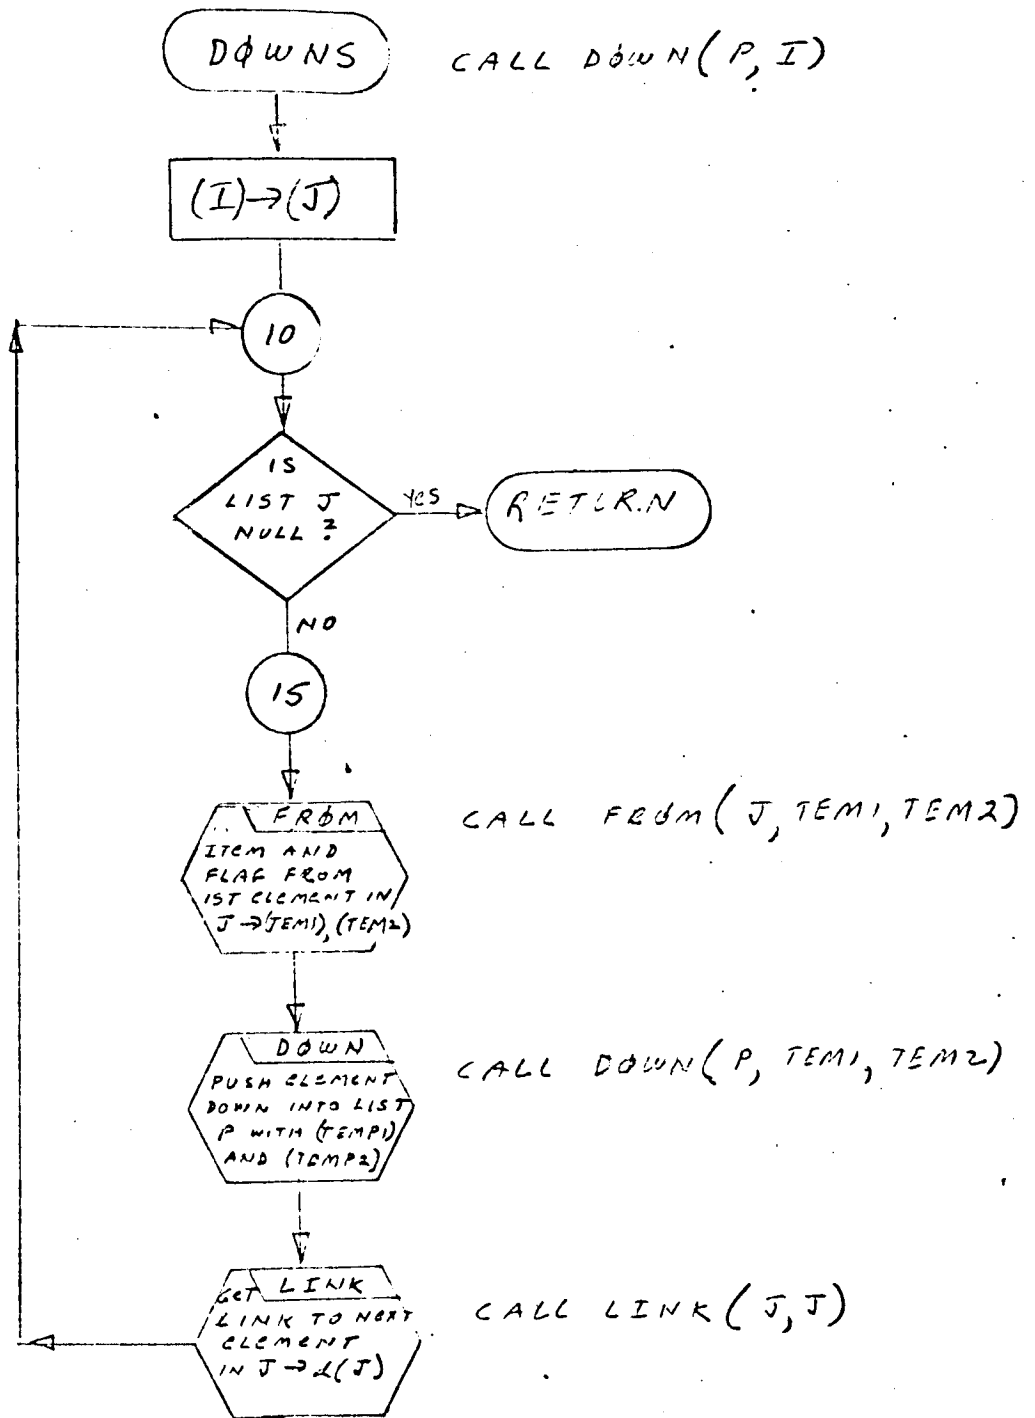 DØWNS
CALL DØWN(P, I)
(I)→(J)
10
IS
LIST J
NULL ?
YES
RETURN
NO
15
FRØM
CALL FRØM(J, TEM1, TEM2)
ITEM AND
FLAG FROM
1ST ELEMENT IN
J→(TEM1), (TEM2)
DØWN
CALL DØWN(P, TEM1, TEM2)
PUSH ELEMENT
DOWN INTO LIST
P WITH (TEMP1)
AND (TEMP2)
LINK
CALL LINK(J, J)
GET
LINK TO NEXT
ELEMENT
IN J→L(J)